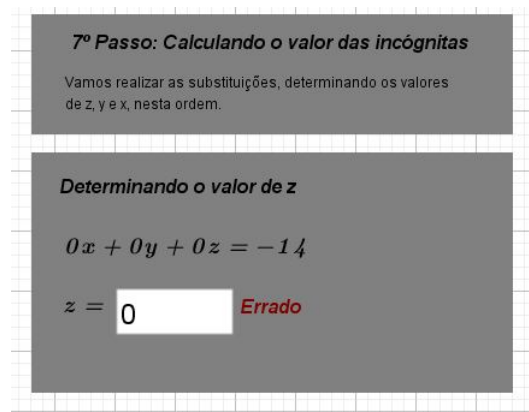 7º Passo: Calculando o valor das incógnitas
Vamos realizar as substituições, determinando os valores
de z, y e x, nesta ordem.
Determinando o valor de z
0x + 0y + 0z = −14
z = 0 Errado